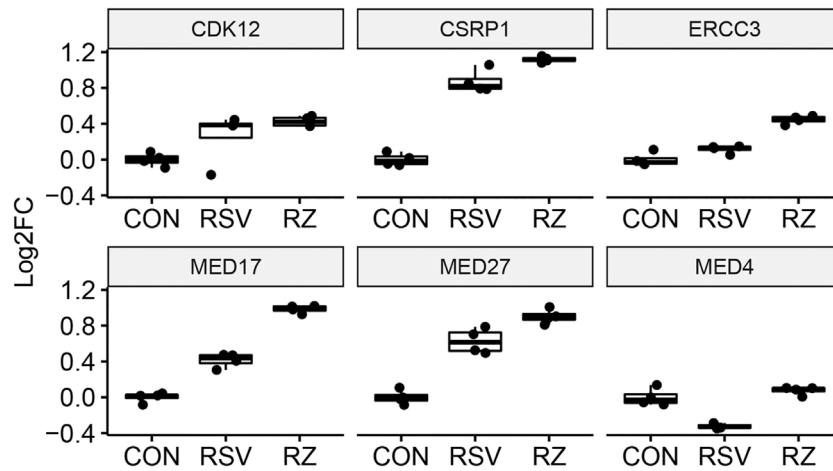 CDK12 CSRP1 ERCC3
1.2
0.8
0.4
0.0
−0.4
CON RSV RZ CON RSV RZ CON RSV RZ
Log2FC
MED17 MED27 MED4
1.2
0.8
0.4
0.0
−0.4
CON RSV RZ CON RSV RZ CON RSV RZ